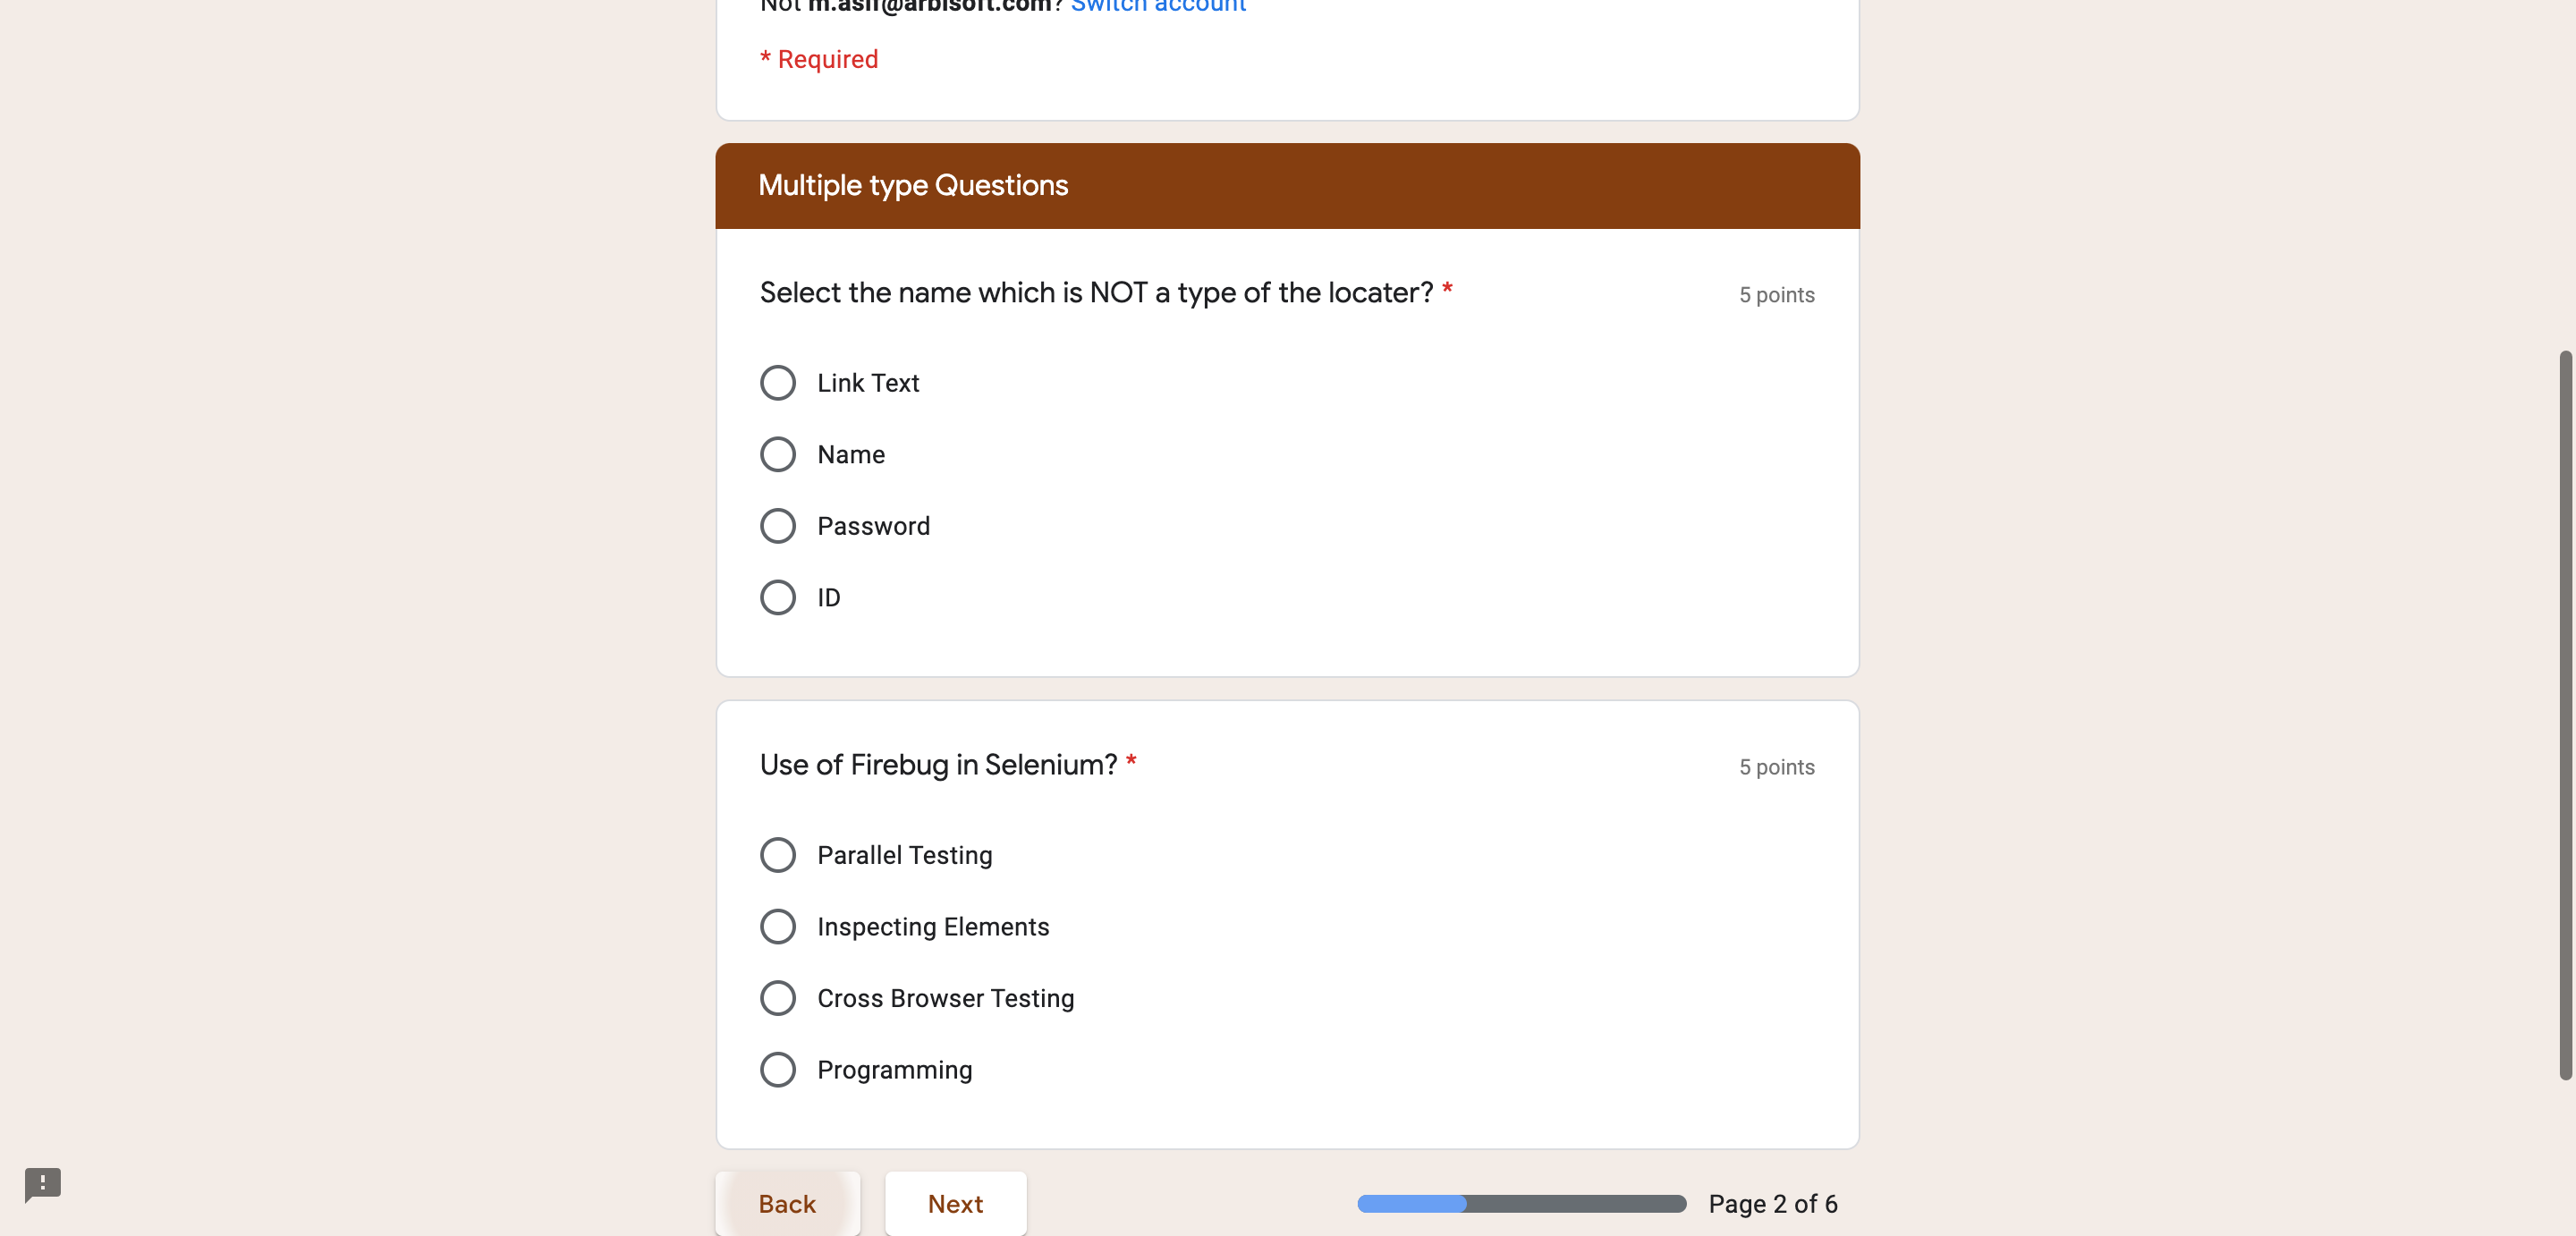 Not m.asif@arbisoft.com? Switch account
* Required
Multiple type Questions
Select the name which is NOT a type of the locater? *
5 points
Link Text
Name
Password
ID
Use of Firebug in Selenium? *
5 points
Parallel Testing
Inspecting Elements
Cross Browser Testing
Programming
Back
Next
Page 2 of 6